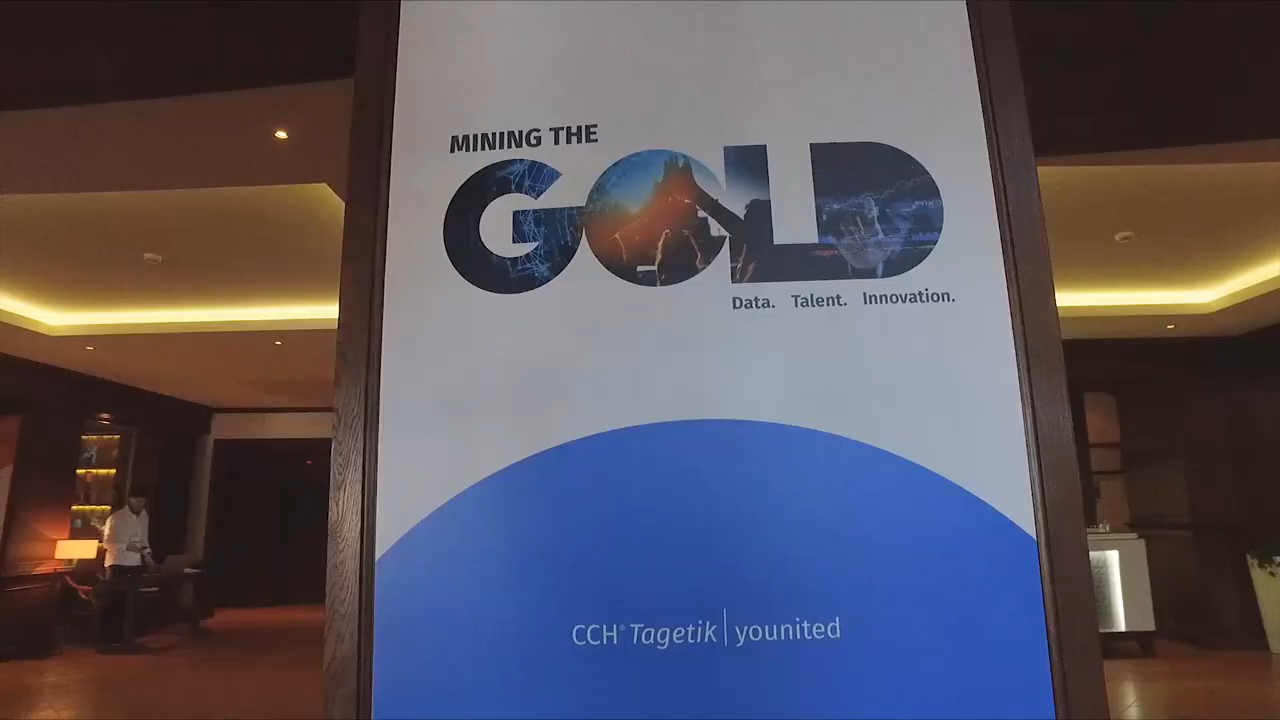 MINING THE
GOLD
Data. Talent. Innovation.
CCH® Tagetik | younited